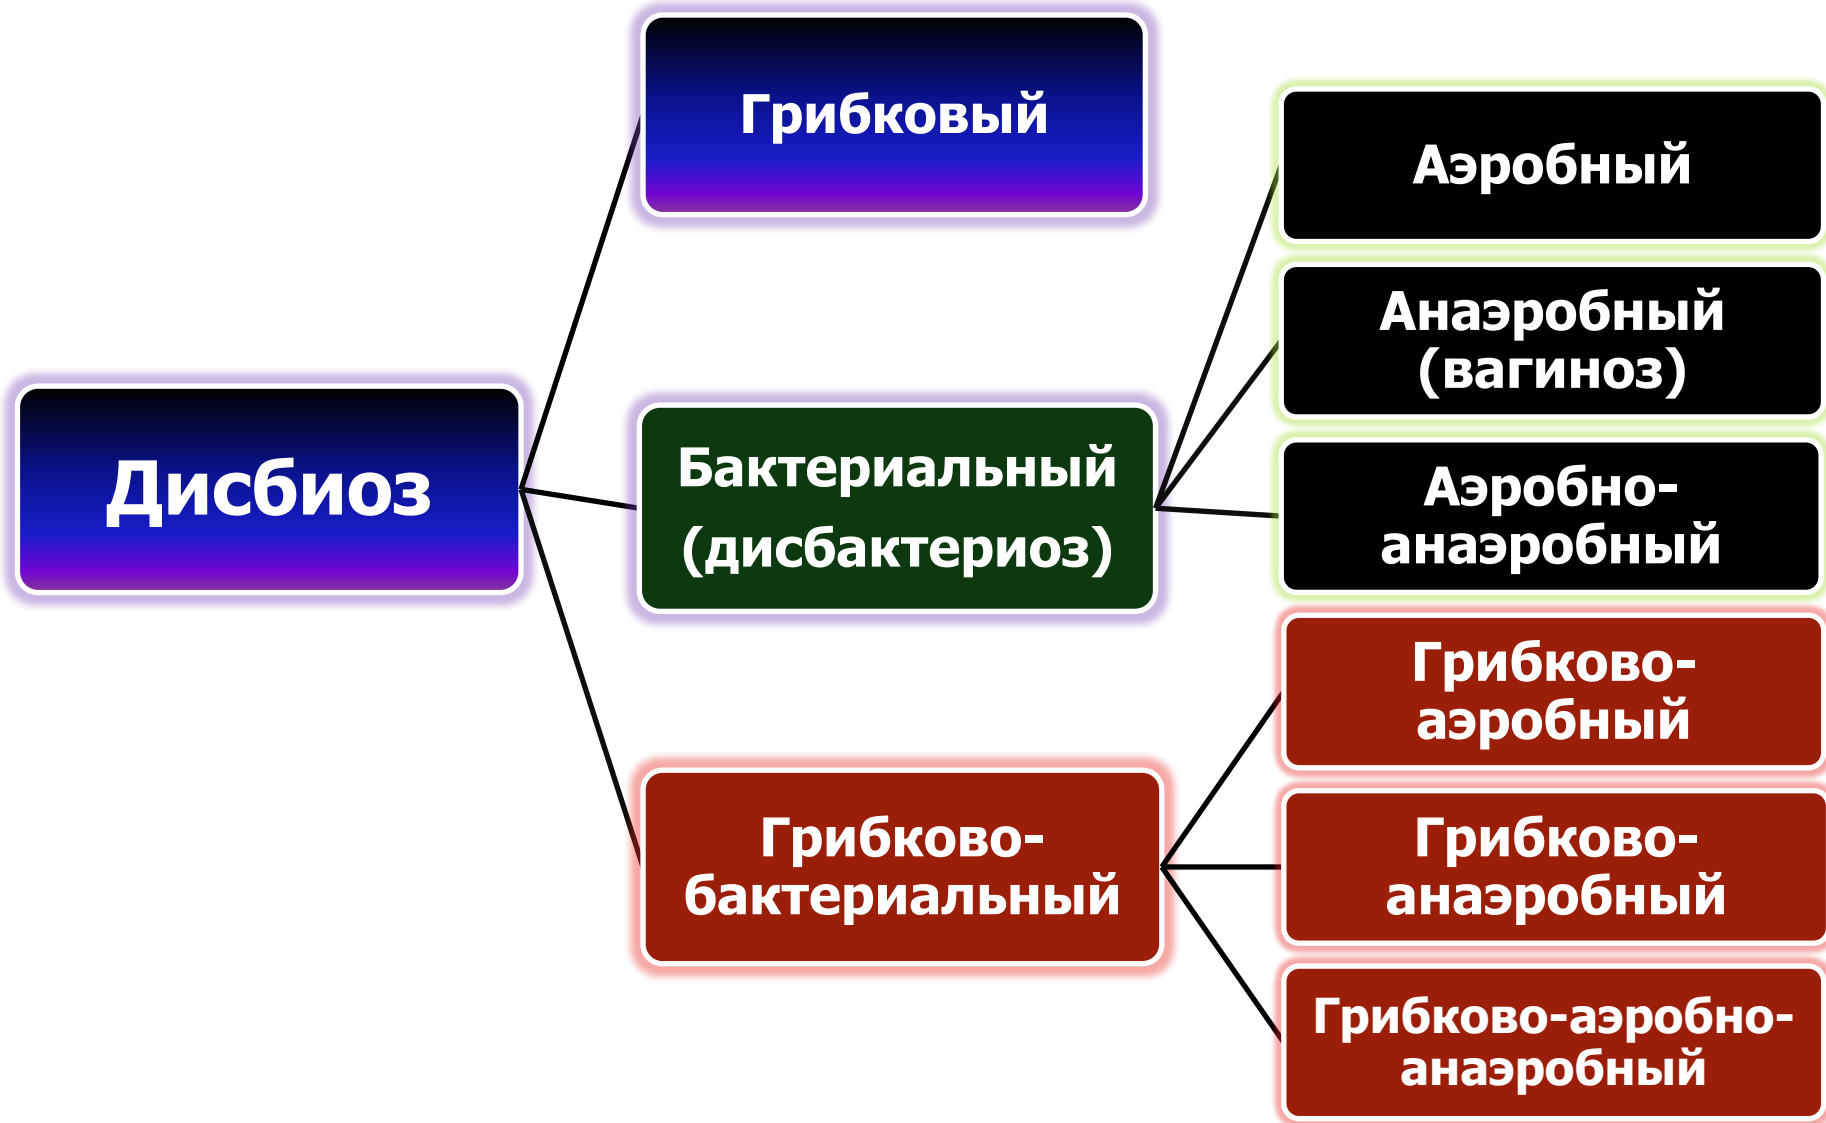 Дисбиоз
Грибковый
Бактериальный
(дисбактериоз)
Грибково-
бактериальный
Аэробный
Анаэробный
(вагиноз)
Аэробно-
анаэробный
Грибково-
аэробный
Грибково-
анаэробный
Грибково-аэробно-
анаэробный